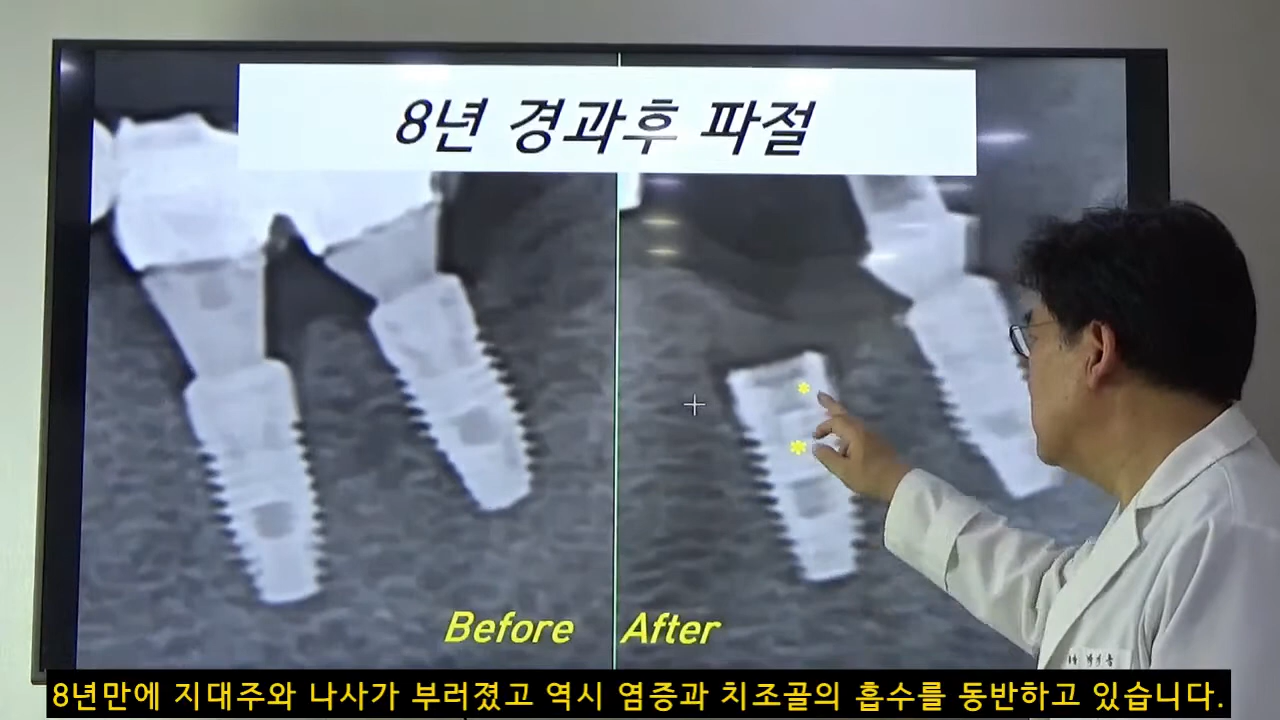 8년 경과후 파절
Before
After
8년만에 지대주와 나사가 부러졌고 역시 염증과 치조골의 흡수를 동반하고 있습니다.